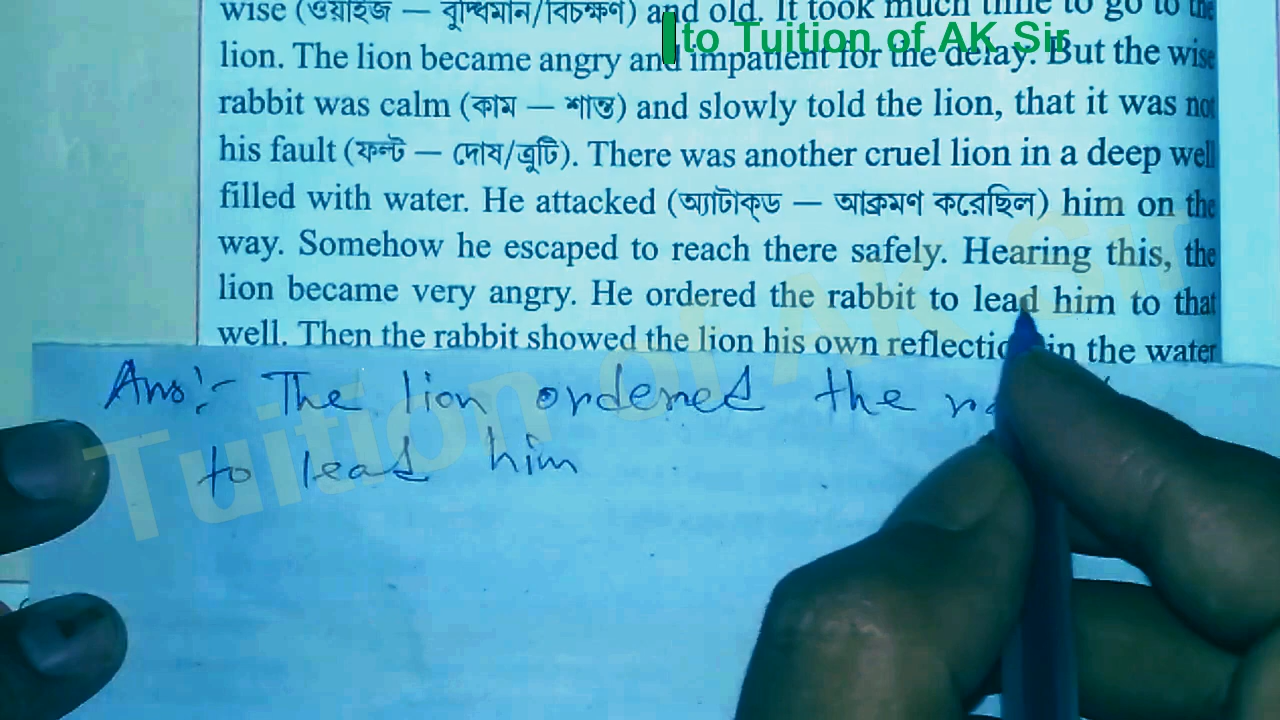 wise (ওয়াইজ — বুদ্ধিমান/বিচক্ষণ) and old. It took much time to go to the
to Tuition of AK Sir
lion. The lion became angry and impatient for the delay. But the wise
rabbit was calm (কাম — শান্ত) and slowly told the lion, that it was not
his fault (ফল্ট — দোষ/ত্রুটি). There was another cruel lion in a deep well
filled with water. He attacked (অ্যাটাক্‌ড — আক্রমণ করেছিল) him on the
way. Somehow he escaped to reach there safely. Hearing this, the
lion became very angry. He ordered the rabbit to lead him to that
well. Then the rabbit showed the lion his own reflectio in the water
Ans:- The lion ordered the
to lead him
Tuition of AK Sir